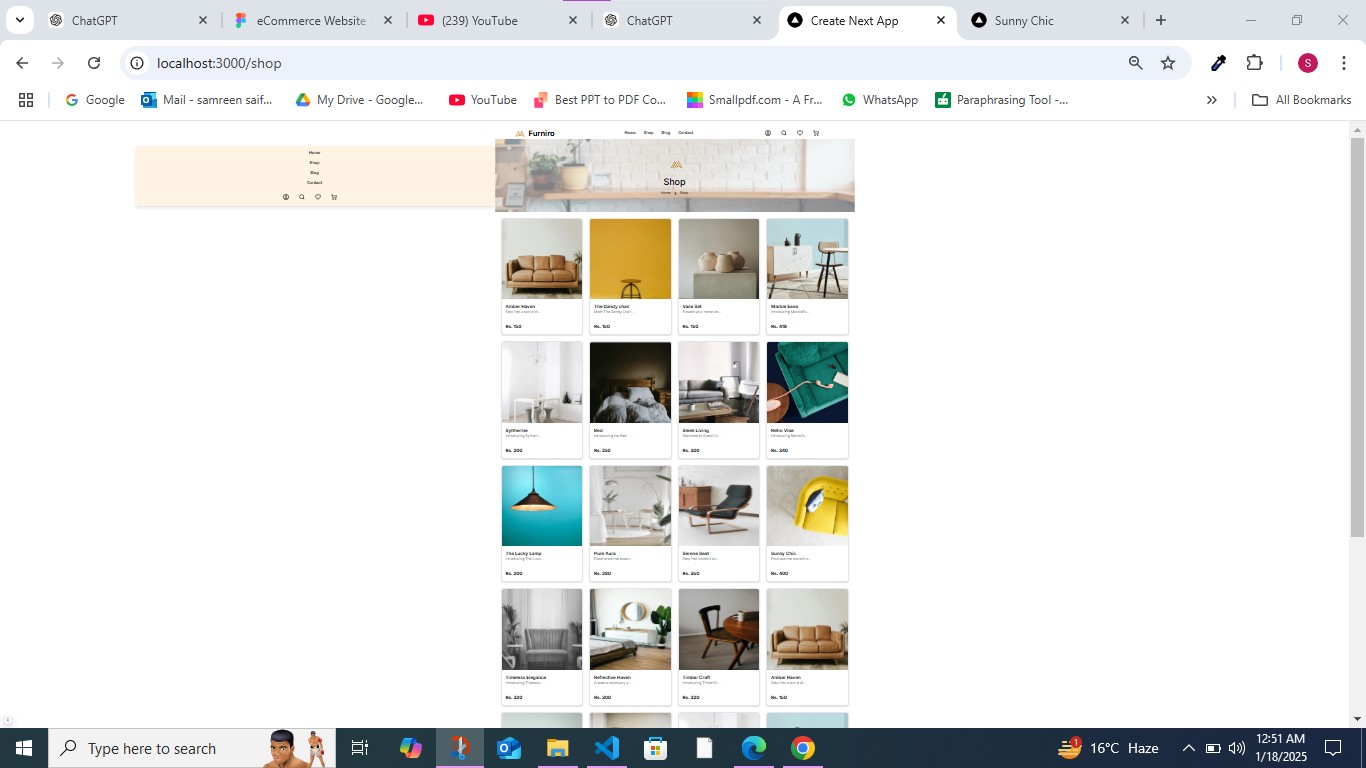 ChatGPT
eCommerce Website
(239) YouTube
ChatGPT
Create Next App
Sunny Chic
localhost:3000/shop
S
Google
Mail - samreen saif...
My Drive - Google...
YouTube
Best PPT to PDF Co...
Smallpdf.com - A Fr...
WhatsApp
Paraphrasing Tool -...
All Bookmarks
Furniro
Home Shop Blog Contact
Home
Shop
Blog
Contact
Shop
Home Shop
Amber Haven
Rs. 150
The Dandy chair
Rs. 150
Vase Set
Rs. 150
Marble Ease
Rs. 418
Syltherine
Rs. 200
Bed
Rs. 250
Sleek Living
Rs. 300
Retro Vibe
Rs. 340
The Lucky Lamp
Rs. 200
Pure Aura
Rs. 280
Serene Seat
Rs. 350
Sunny Chic
Rs. 400
Timeless Elegance
Rs. 320
Reflective Haven
Rs. 300
Timber Craft
Rs. 320
Amber Haven
Rs. 150
Type here to search
1
16°C Haze
12:51 AM
1/18/2025